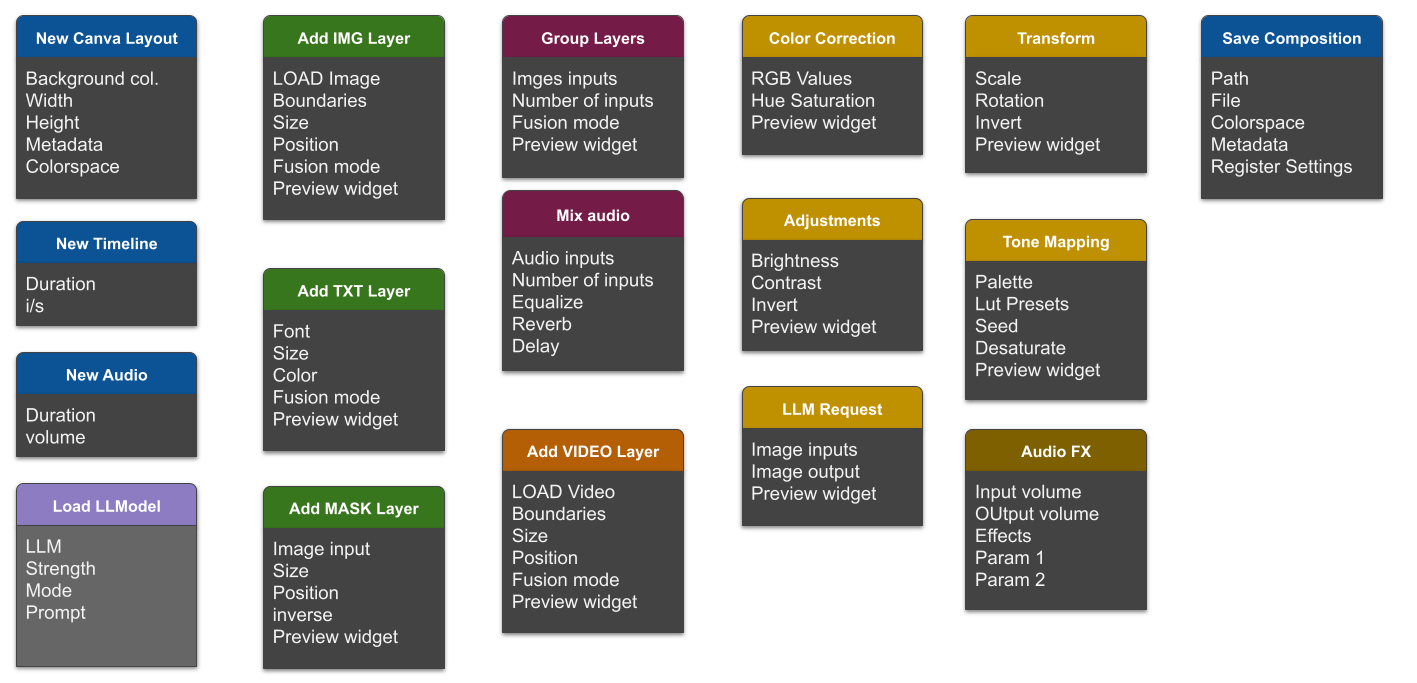 New Canva Layout
Background col.
Width
Height
Metadata
Colorspace
New Timeline
Duration
i/s
New Audio
Duration
volume
Load LLModel
LLM
Strength
Mode
Prompt
Add IMG Layer
LOAD Image
Boundaries
Size
Position
Fusion mode
Preview widget
Add TXT Layer
Font
Size
Color
Fusion mode
Preview widget
Add MASK Layer
Image input
Size
Position
inverse
Preview widget
Group Layers
Imges inputs
Number of inputs
Fusion mode
Preview widget
Mix audio
Audio inputs
Number of inputs
Equalize
Reverb
Delay
Add VIDEO Layer
LOAD Video
Boundaries
Size
Position
Fusion mode
Preview widget
Color Correction
RGB Values
Hue Saturation
Preview widget
Adjustments
Brightness
Contrast
Invert
Preview widget
LLM Request
Image inputs
Image output
Preview widget
Transform
Scale
Rotation
Invert
Preview widget
Tone Mapping
Palette
Lut Presets
Seed
Desaturate
Preview widget
Audio FX
Input volume
OUtput volume
Effects
Param 1
Param 2
Save Composition
Path
File
Colorspace
Metadata
Register Settings